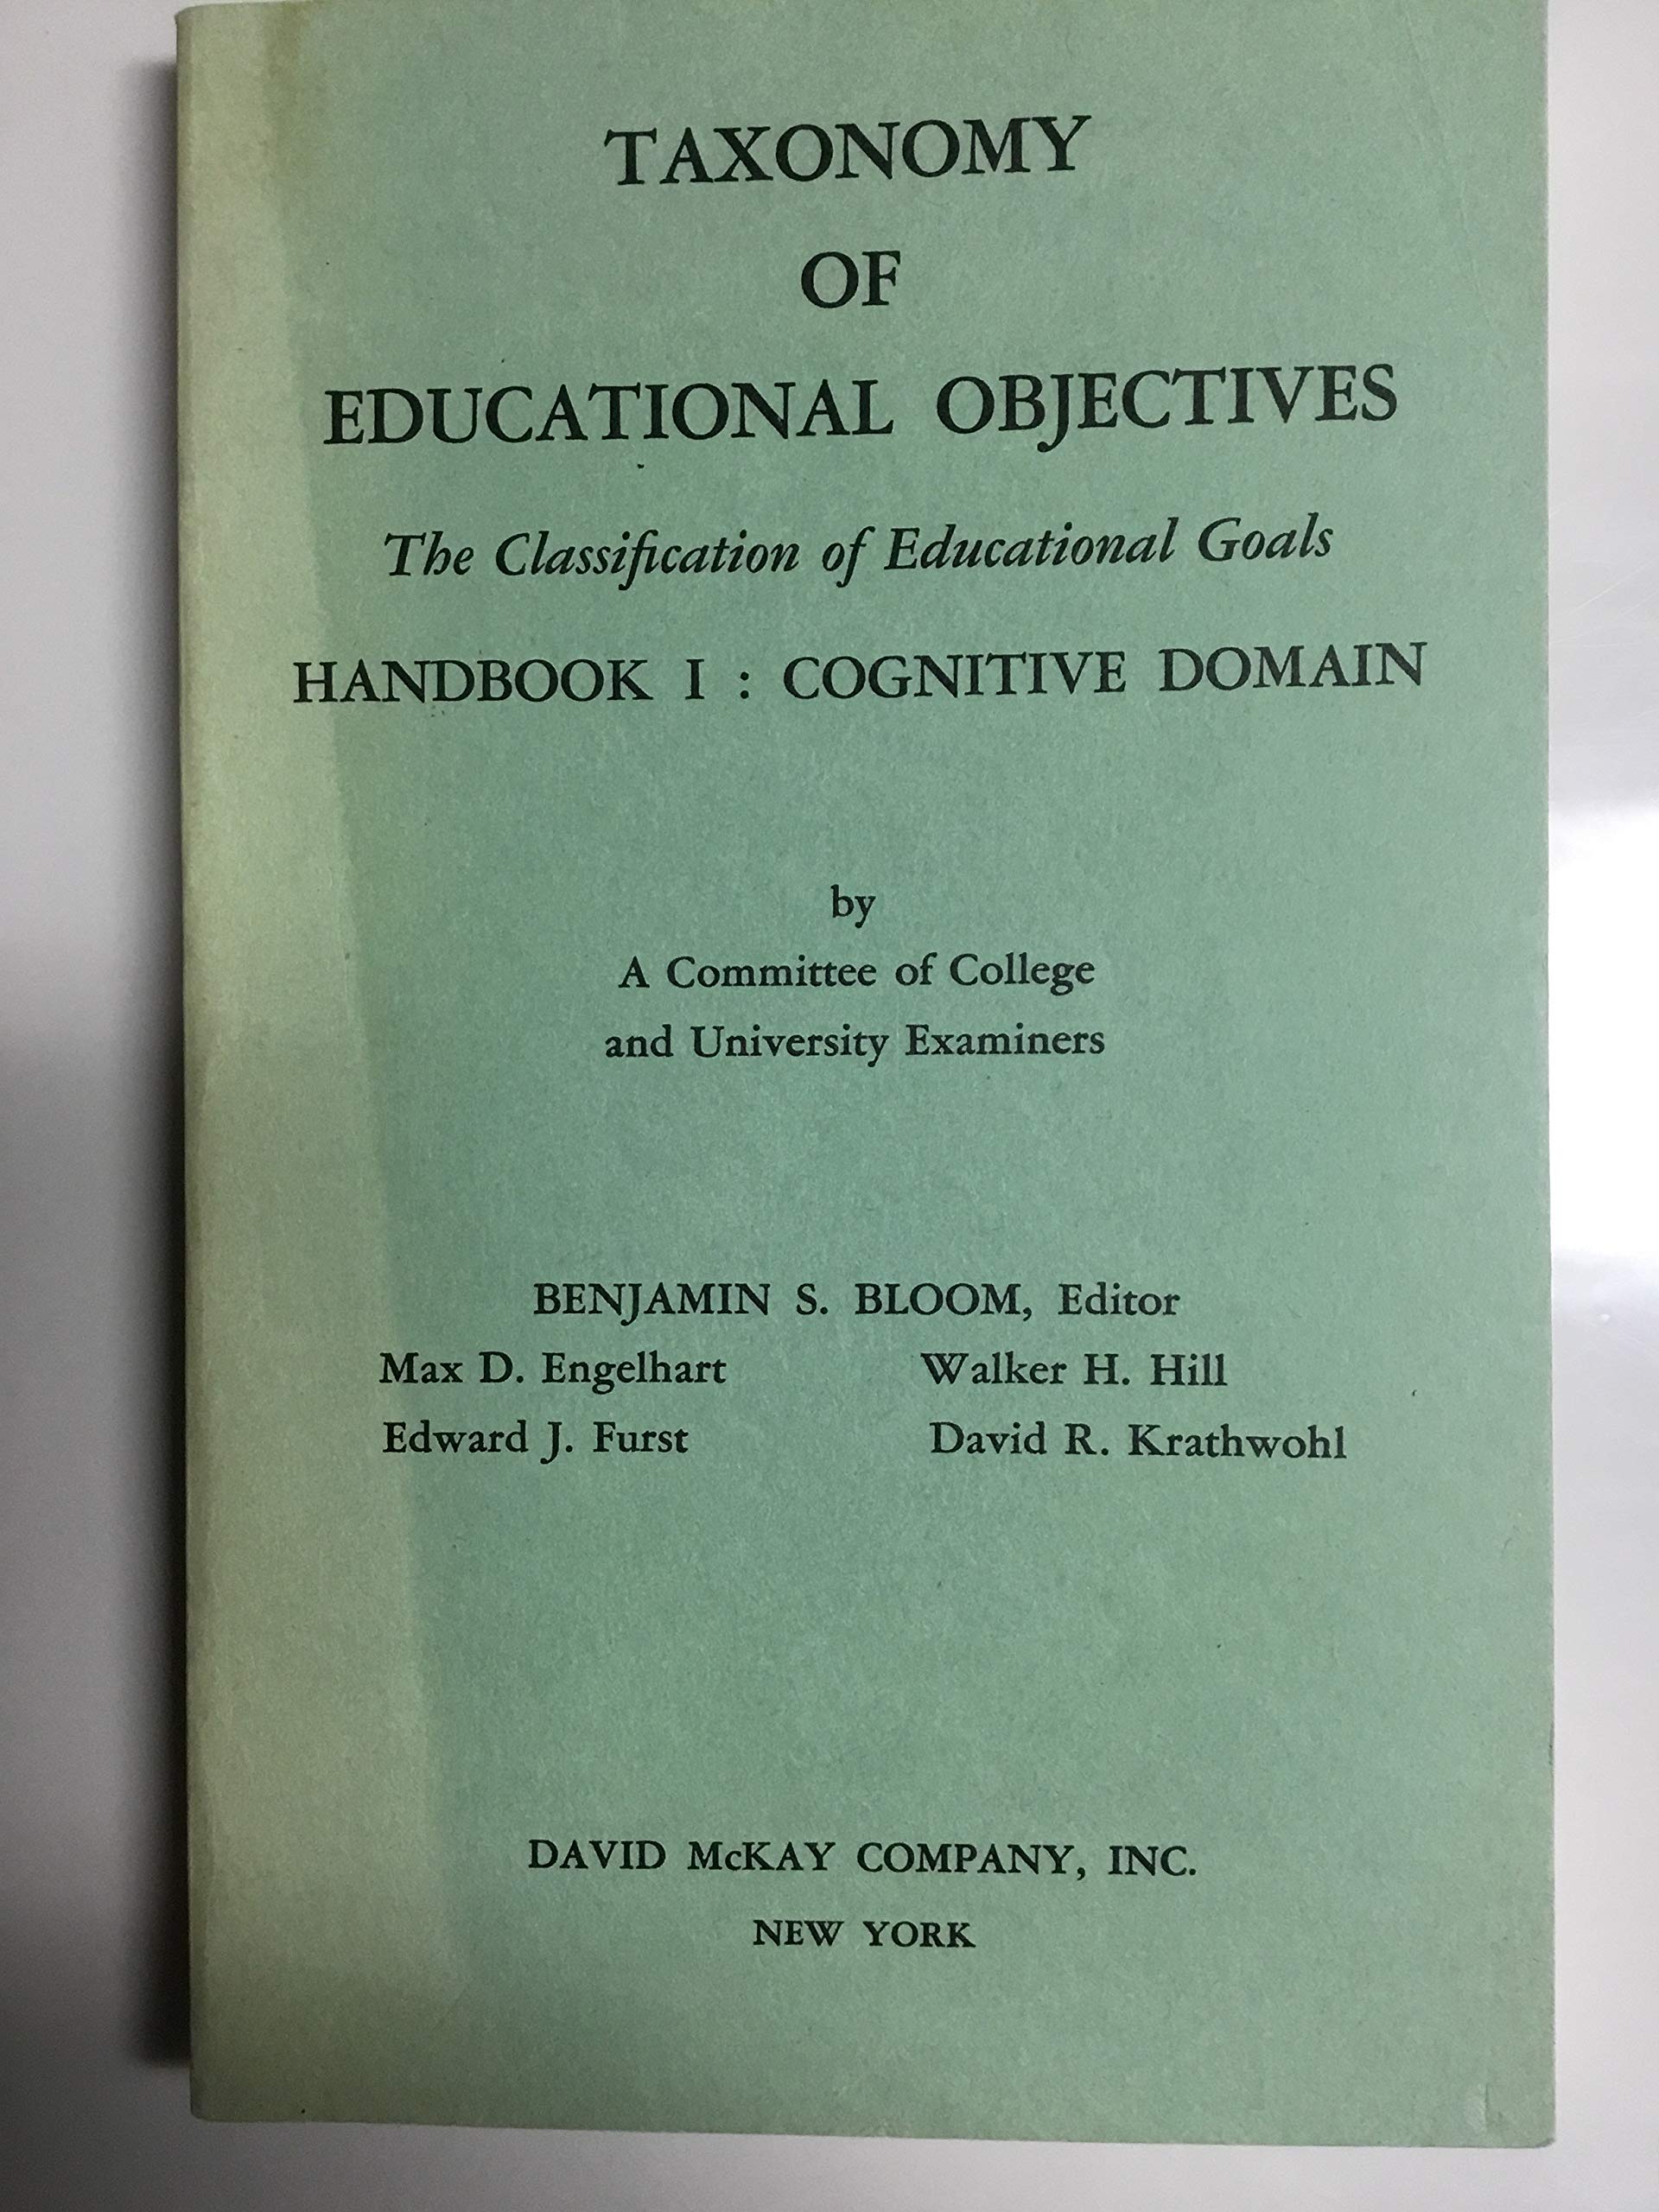 TAXONOMY
OF
EDUCATIONAL OBJECTIVES
The Classification of Educational Goals
HANDBOOK I : COGNITIVE DOMAIN
by
A Committee of College
and University Examiners
BENJAMIN S. BLOOM, Editor
Max D. Engelhart Walker H. Hill
Edward J. Furst David R. Krathwohl
DAVID McKAY COMPANY, INC.
NEW YORK